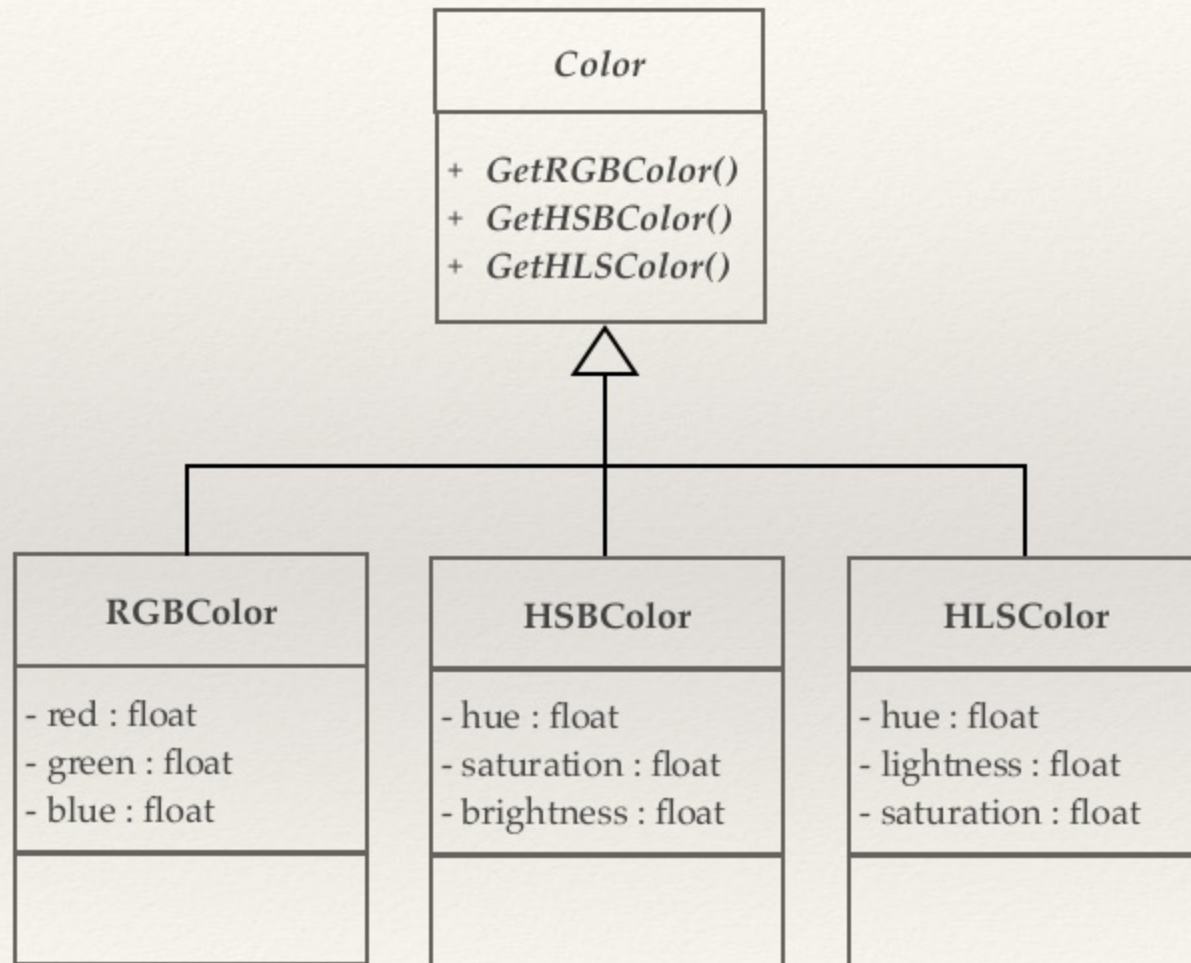 Color
+ GetRGBColor()
+ GetHSBColor()
+ GetHLSColor()
RGBColor
- red : float
- green : float
- blue : float
HSBColor
- hue : float
- saturation : float
- brightness : float
HLSColor
- hue : float
- lightness : float
- saturation : float